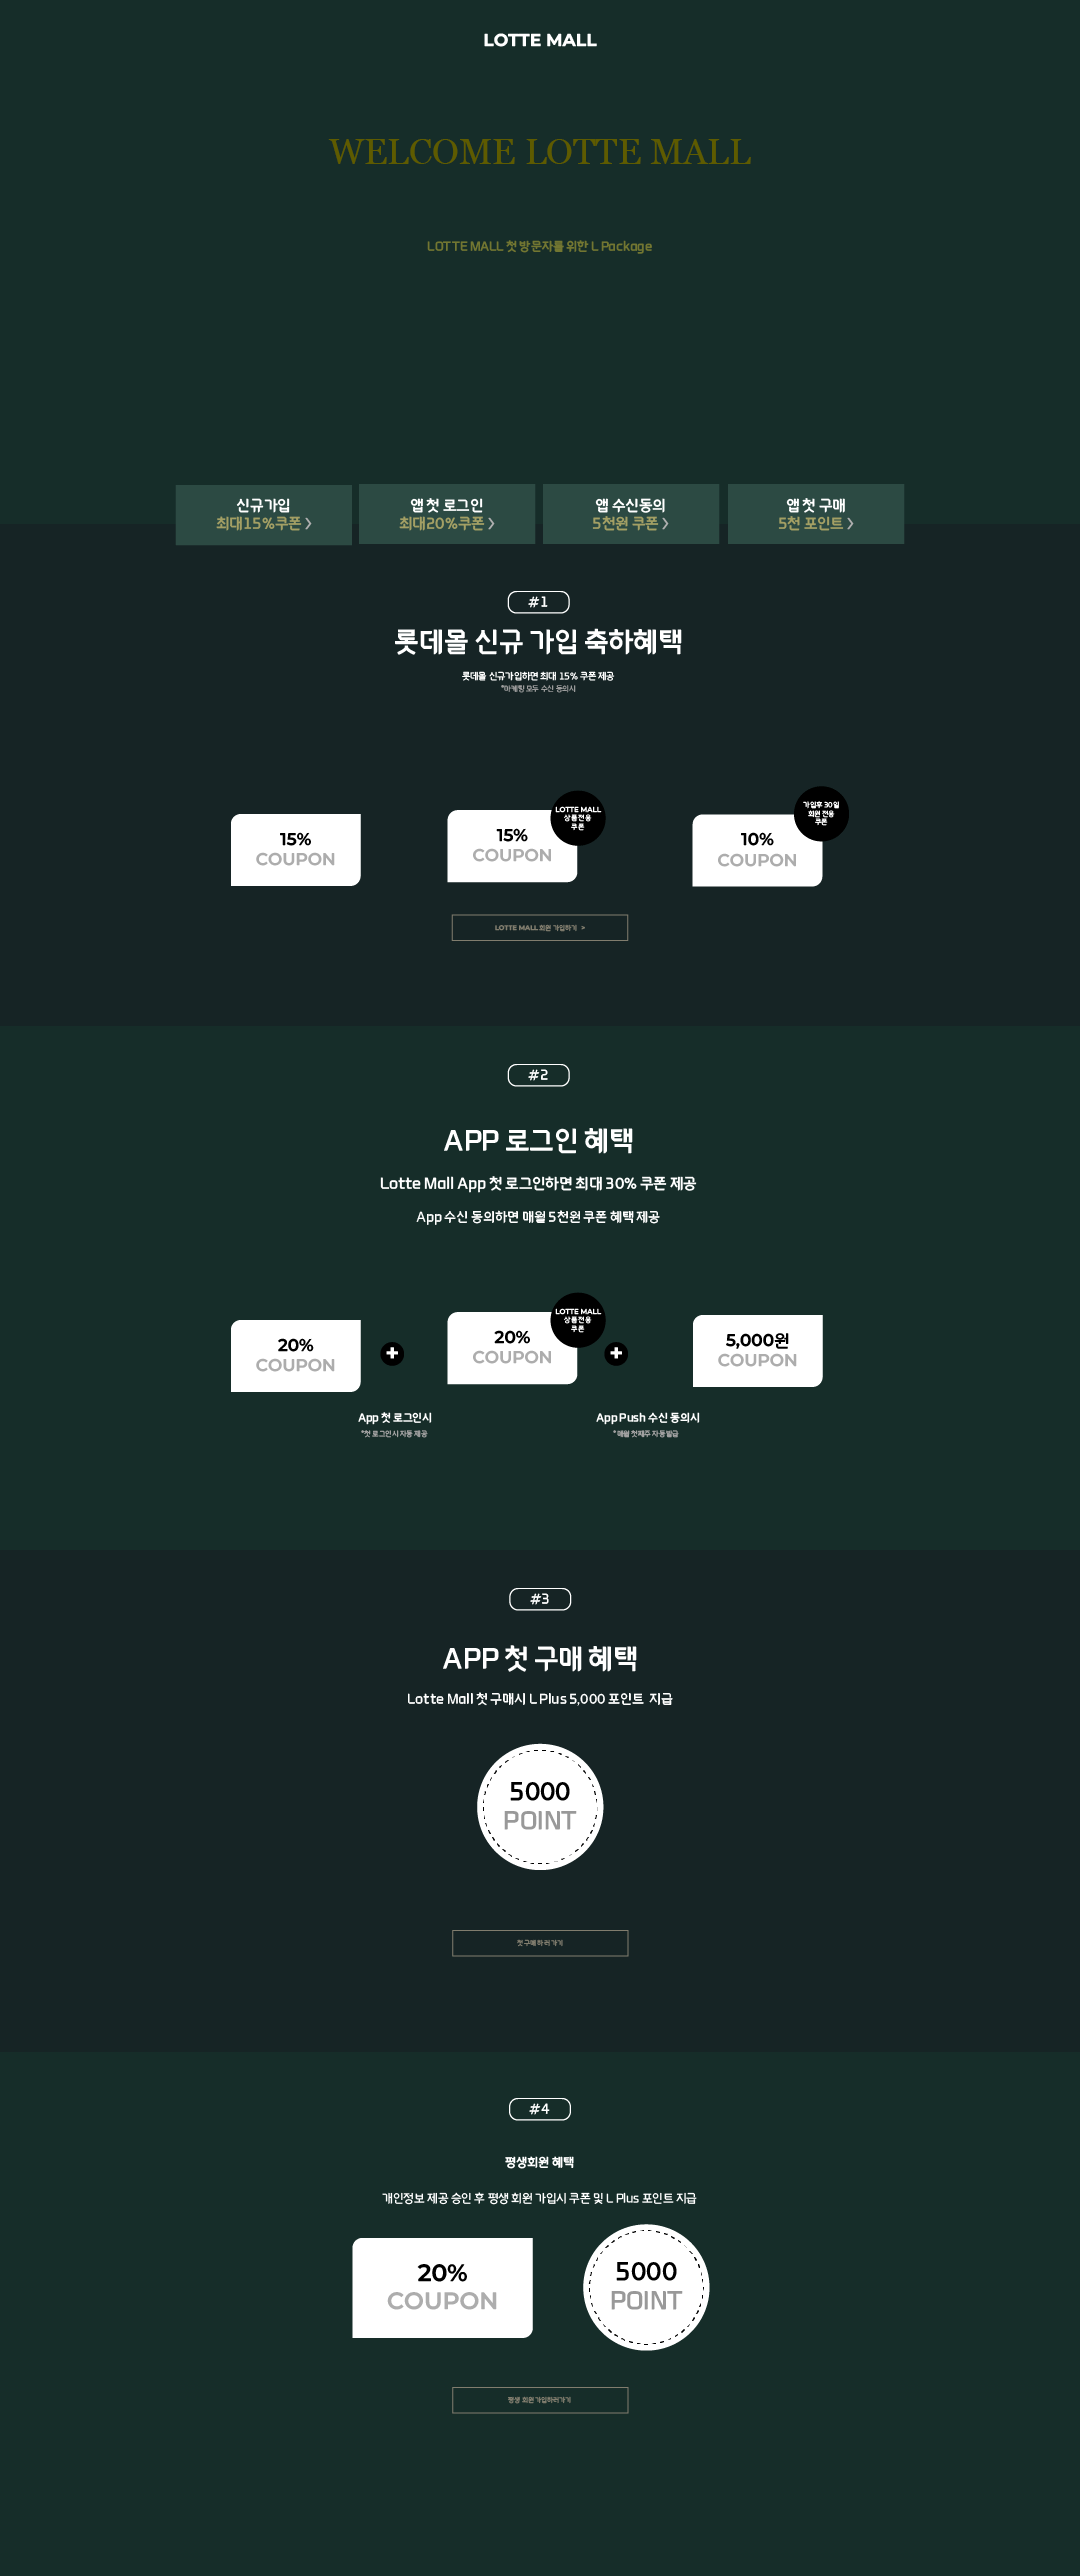 LOTTE MALL
WELCOME LOTTE MALL
LOTTE MALL 첫 방문자를 위한 L Package
신규가입
최대15%쿠폰 >
앱 첫 로그인
최대20%쿠폰 >
앱 수신동의
5천원 쿠폰 >
앱 첫 구매
5천 포인트 >
#1
롯데몰 신규 가입 축하혜택
롯데몰 신규가입하면 최대 15% 쿠폰 제공
*마케팅 모두 수신 동의시
15%
COUPON
15%
COUPON
LOTTE MALL
상품전용
쿠폰
10%
COUPON
가입후 30일
회원 전용
쿠폰
LOTTE MALL 회원 가입하기 >
#2
APP 로그인 혜택
Lotte Mall App 첫 로그인하면 최대 30% 쿠폰 제공
App 수신 동의하면 매월 5천원 쿠폰 혜택 제공
20%
COUPON
+
20%
COUPON
LOTTE MALL
상품전용
쿠폰
+
5,000원
COUPON
App 첫 로그인시
*첫 로그인시 자동 제공
App Push 수신 동의시
*매월 첫째주 자동발급
#3
APP 첫 구매 혜택
Lotte Mall 첫 구매시 L Plus 5,000 포인트 지급
5000
POINT
첫구매하러가기
#4
평생회원 혜택
개인정보 제공 승인 후 평생 회원 가입시 쿠폰 및 L Plus 포인트 지급
20%
COUPON
5000
POINT
평생 회원가입하러가기